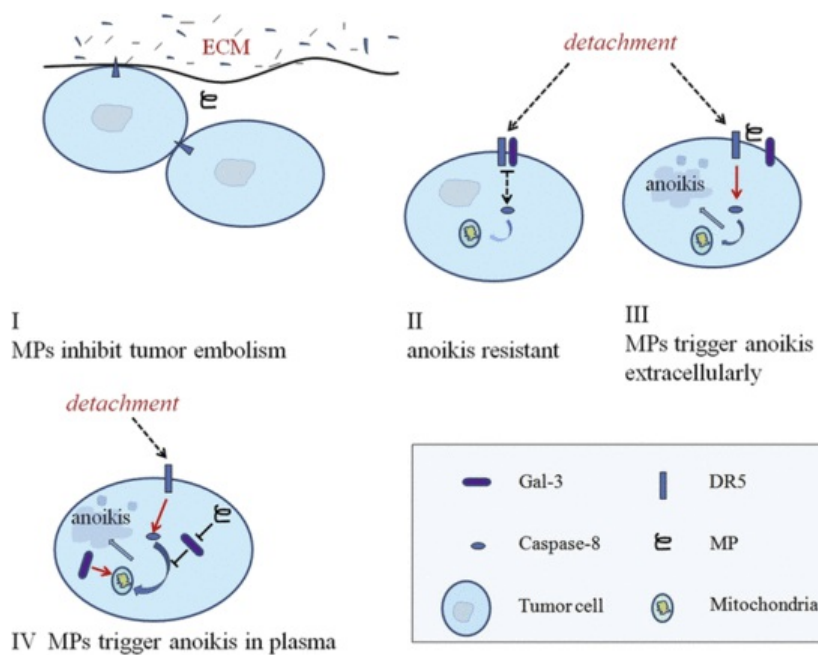 ECM
detachment
anoikis
I
MPs inhibit tumor embolism
II
anoikis resistant
III
MPs trigger anoikis
extracellularly
detachment
anoikis
IV MPs trigger anoikis in plasma
Gal-3
DR5
Caspase-8
MP
Tumor cell
Mitochondria